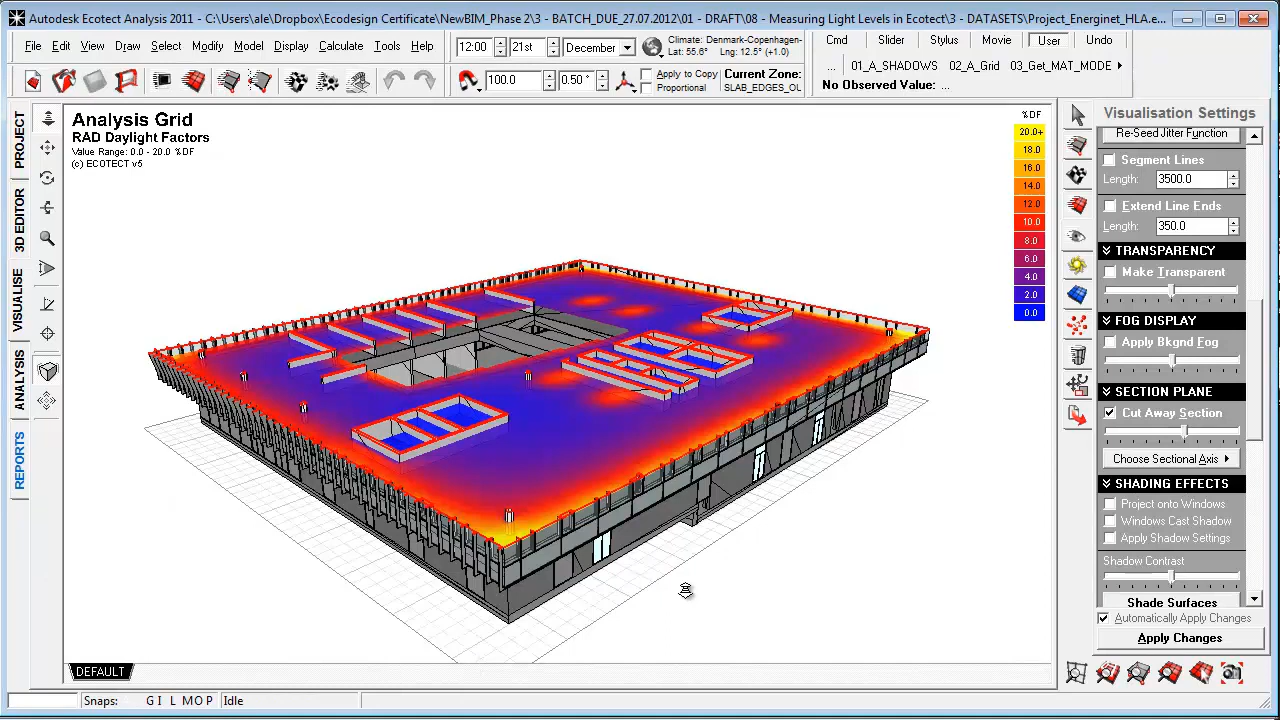 Autodesk Ecotect Analysis 2011 - C:\Users\ale\Dropbox\Ecodesign Certificate\NewBIM_Phase 2\3 - BATCH_DUE_27.07.2012\01 - DRAFT\08 - Measuring Light Levels in Ecotect\3 - DATASETS\Project_Energinet_HLA.e...
File Edit View Draw Select Modify Model Display Calculate Tools Help
12:00 21st December
Climate: Denmark-Copenhagen-
Lat: 55.6° Lng: 12.5° (+1.0)
Cmd Slider Stylus Movie User Undo
... 01_A_SHADOWS 02_A_Grid 03_Get_MAT_MODE
No Observed Value: ...
100.0 0.50 °
Apply to Copy
Proportional
Current Zone:
SLAB_EDGES_OL
PROJECT
3D EDITOR
VISUALISE
ANALYSIS
REPORTS
Analysis Grid
RAD Daylight Factors
Value Range: 0.0 - 20.0 %DF
(c) ECOTECT v5
%DF
20.0+
18.0
16.0
14.0
12.0
10.0
8.0
6.0
4.0
2.0
0.0
Visualisation Settings
Re-Seed Jitter Function
Segment Lines
Length: 3500.0
Extend Line Ends
Length: 350.0
TRANSPARENCY
Make Transparent
FOG DISPLAY
Apply Bkgnd Fog
SECTION PLANE
Cut Away Section
Choose Sectional Axis
SHADING EFFECTS
Project onto Windows
Windows Cast Shadow
Apply Shadow Settings
Shadow Contrast
Shade Surfaces
Automatically Apply Changes
Apply Changes
DEFAULT
Snaps: G I L M O P Idle